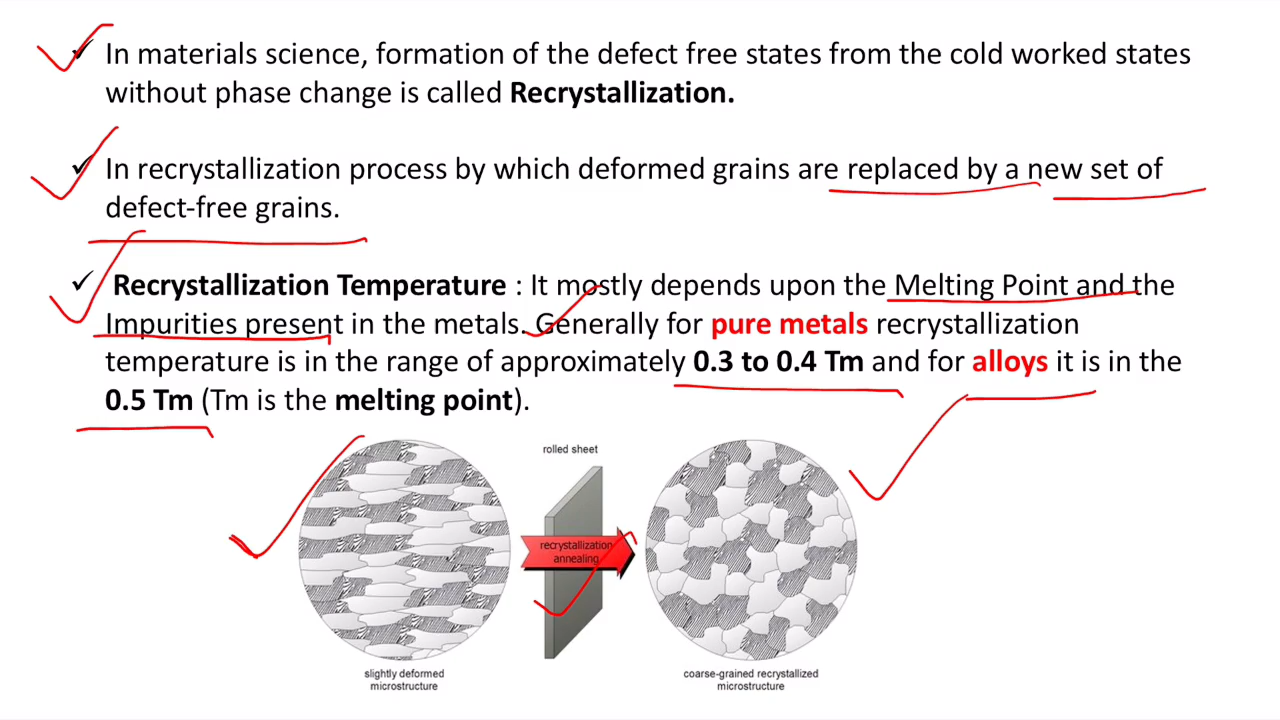 ✓ In materials science, formation of the defect free states from the cold worked states
without phase change is called Recrystallization.
✓ In recrystallization process by which deformed grains are replaced by a new set of
defect-free grains.
✓ Recrystallization Temperature : It mostly depends upon the Melting Point and the
Impurities present in the metals. Generally for pure metals recrystallization
temperature is in the range of approximately 0.3 to 0.4 Tm and for alloys it is in the
0.5 Tm (Tm is the melting point).
rolled sheet
recrystallization
annealing
slightly deformed
microstructure
coarse-grained recrystallized
microstructure